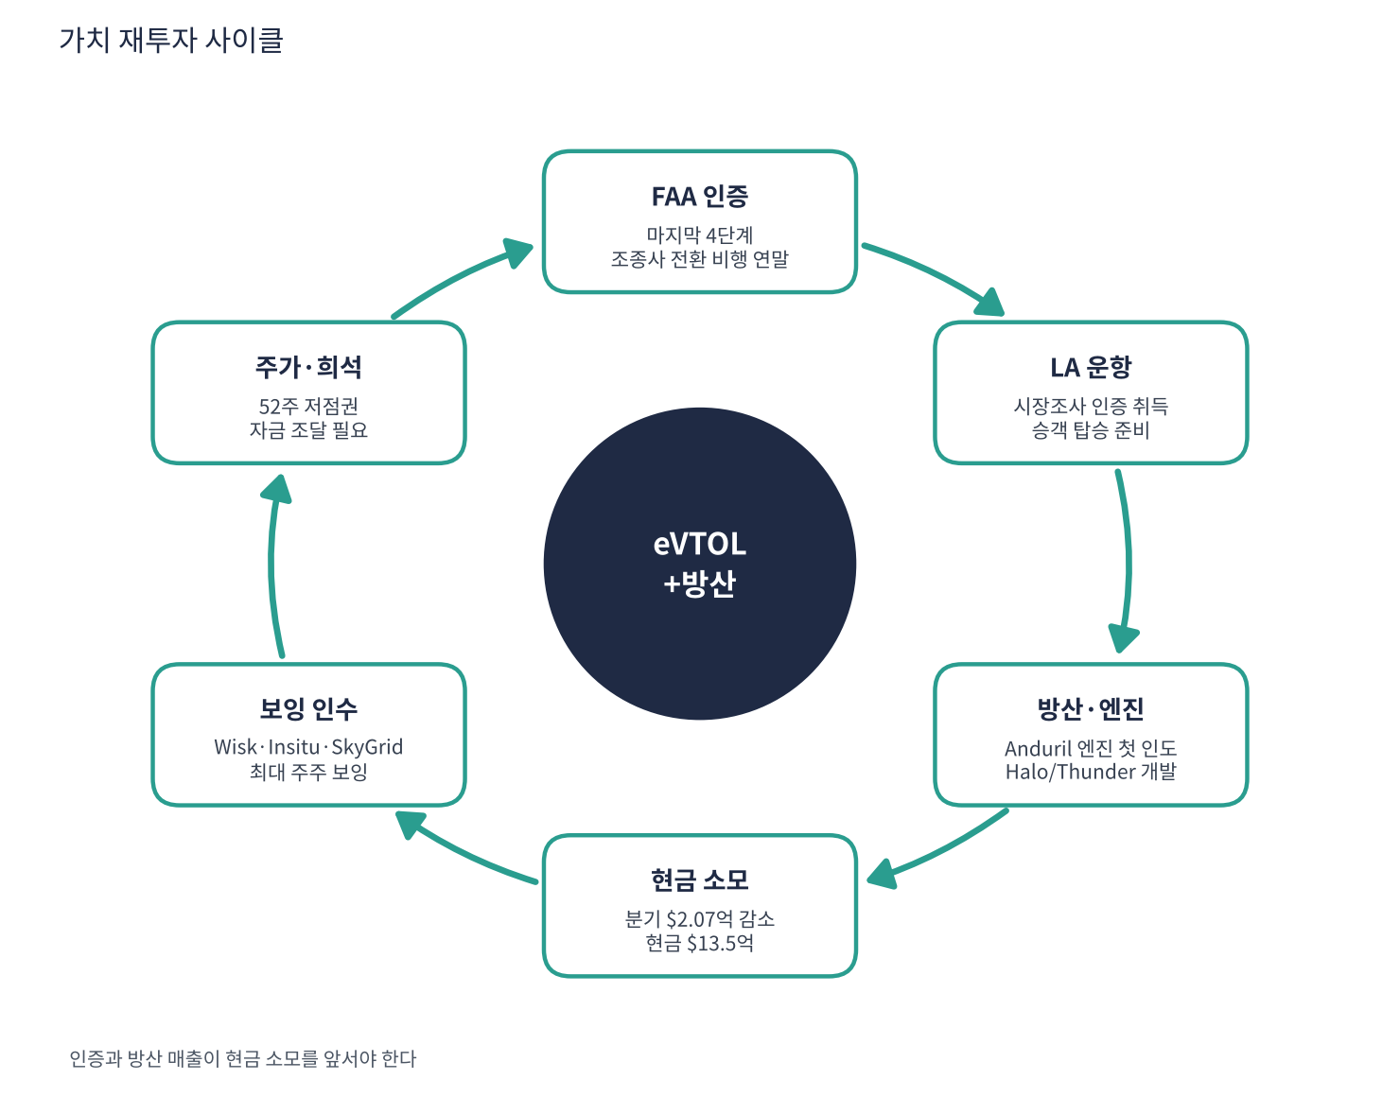 가치 재투자 사이클
FAA 인증
마지막 4단계
조종사 전환 비행 연말
LA 운항
시장조사 인증 취득
승객 탑승 준비
방산·엔진
Anduril 엔진 첫 인도
Halo/Thunder 개발
현금 소모
분기 $2.07억 감소
현금 $13.5억
보잉 인수
Wisk·Insitu·SkyGrid
최대 주주 보잉
주가·희석
52주 저점권
자금 조달 필요
eVTOL
+방산
인증과 방산 매출이 현금 소모를 앞서야 한다